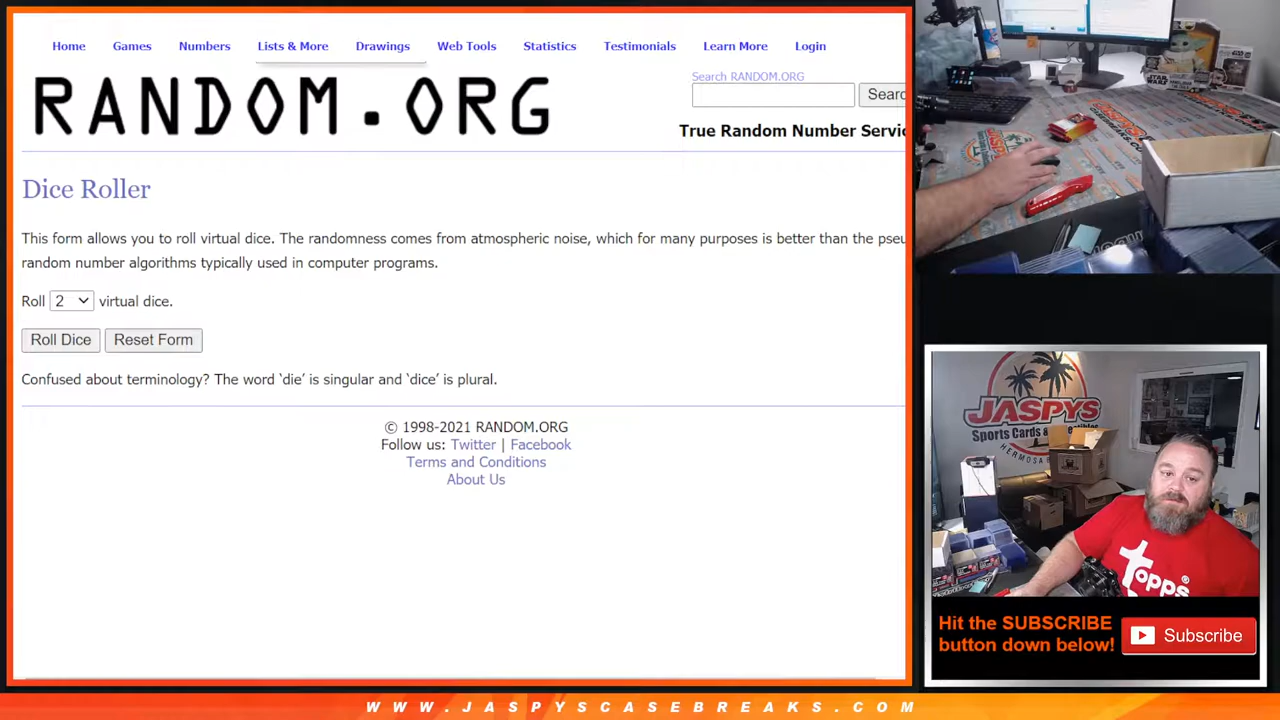 Home Games Numbers Lists & More Drawings Web Tools Statistics Testimonials Learn More Login
RANDOM.ORG
Search RANDOM.ORG
Searc
True Random Number Servic
Dice Roller
This form allows you to roll virtual dice. The randomness comes from atmospheric noise, which for many purposes is better than the pseu
random number algorithms typically used in computer programs.
Roll 2 virtual dice.
Roll Dice Reset Form
Confused about terminology? The word ‘die’ is singular and ‘dice’ is plural.
© 1998-2021 RANDOM.ORG
Follow us: Twitter | Facebook
Terms and Conditions
About Us
STAR WARS
JASPYS
Sports Cards & Collectibles
HERMOSA B
topps
Hit the SUBSCRIBE
button down below!
Subscribe
WWW.JASPYSCASEBREAKS.COM